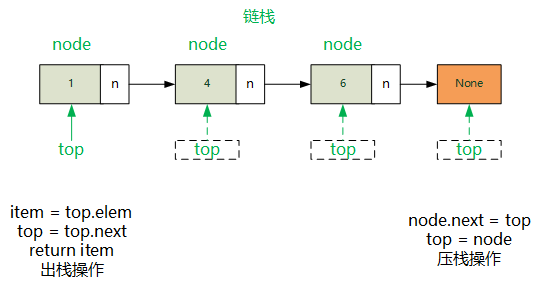 链栈
node node node
1 n 4 n 6 n None
top top top top
item = top.elem
top = top.next
return item
出栈操作
node.next = top
top = node
压栈操作